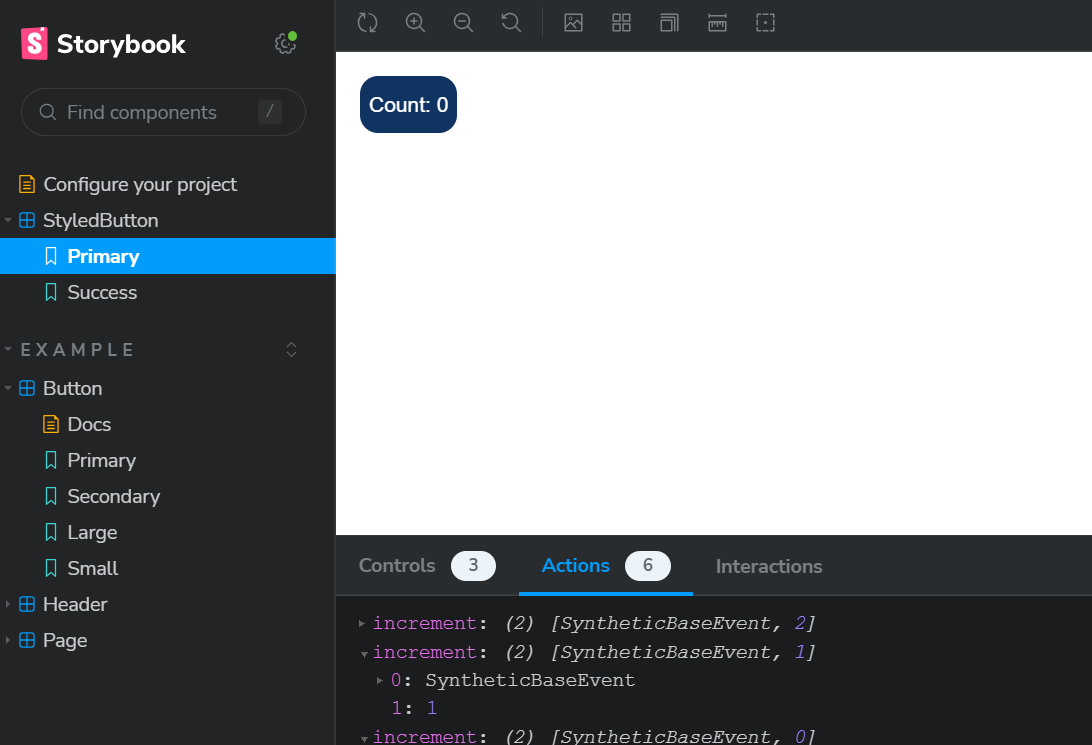 Storybook
Find components /
Configure your project
StyledButton
Primary
Success
EXAMPLE
Button
Docs
Primary
Secondary
Large
Small
Header
Page
Count: 0
Controls 3 Actions 6 Interactions
increment: (2) [SyntheticBaseEvent, 2]
increment: (2) [SyntheticBaseEvent, 1]
0: SyntheticBaseEvent
1: 1
increment: (2) [SyntheticBaseEvent, 0]